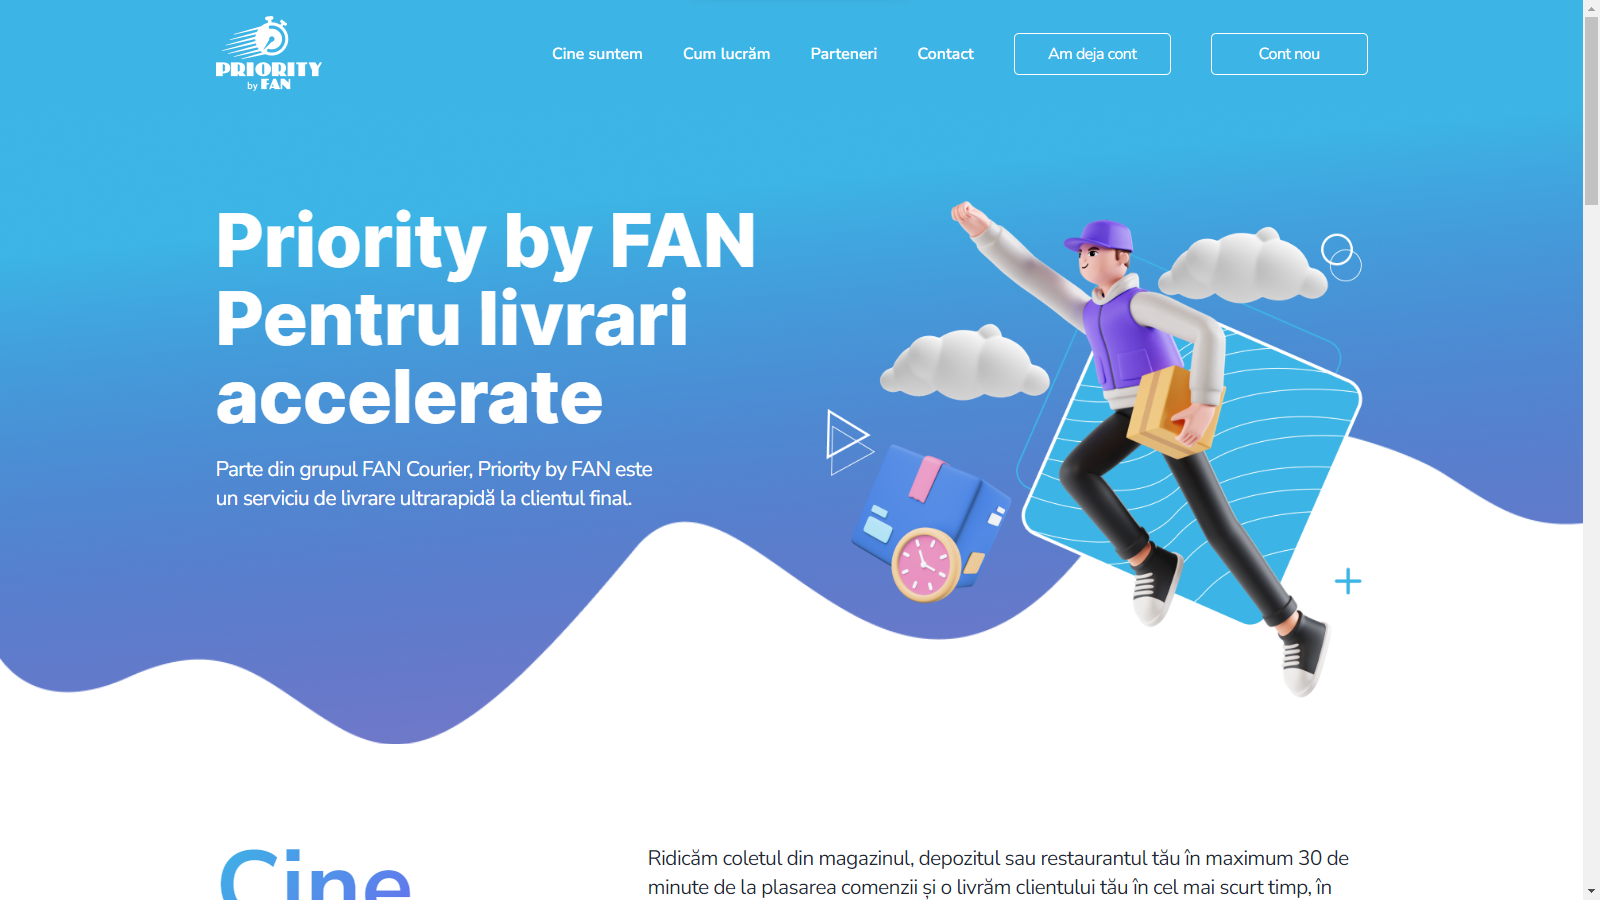 PRIORITY
by FAN
Cine suntem
Cum lucrăm
Parteneri
Contact
Am deja cont
Cont nou
Priority by FAN
Pentru livrari
accelerate
Parte din grupul FAN Courier, Priority by FAN este
un serviciu de livrare ultrarapidă la clientul final.
Cine
Ridicăm coletul din magazinul, depozitul sau restaurantul tău în maximum 30 de
minute de la plasarea comenzii și o livrăm clientului tău în cel mai scurt timp, în